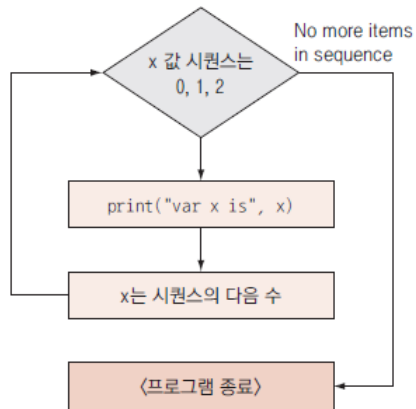 No more items
in sequence
x 값 시퀀스는
0, 1, 2
print("var x is", x)
x는 시퀀스의 다음 수
〈프로그램 종료〉